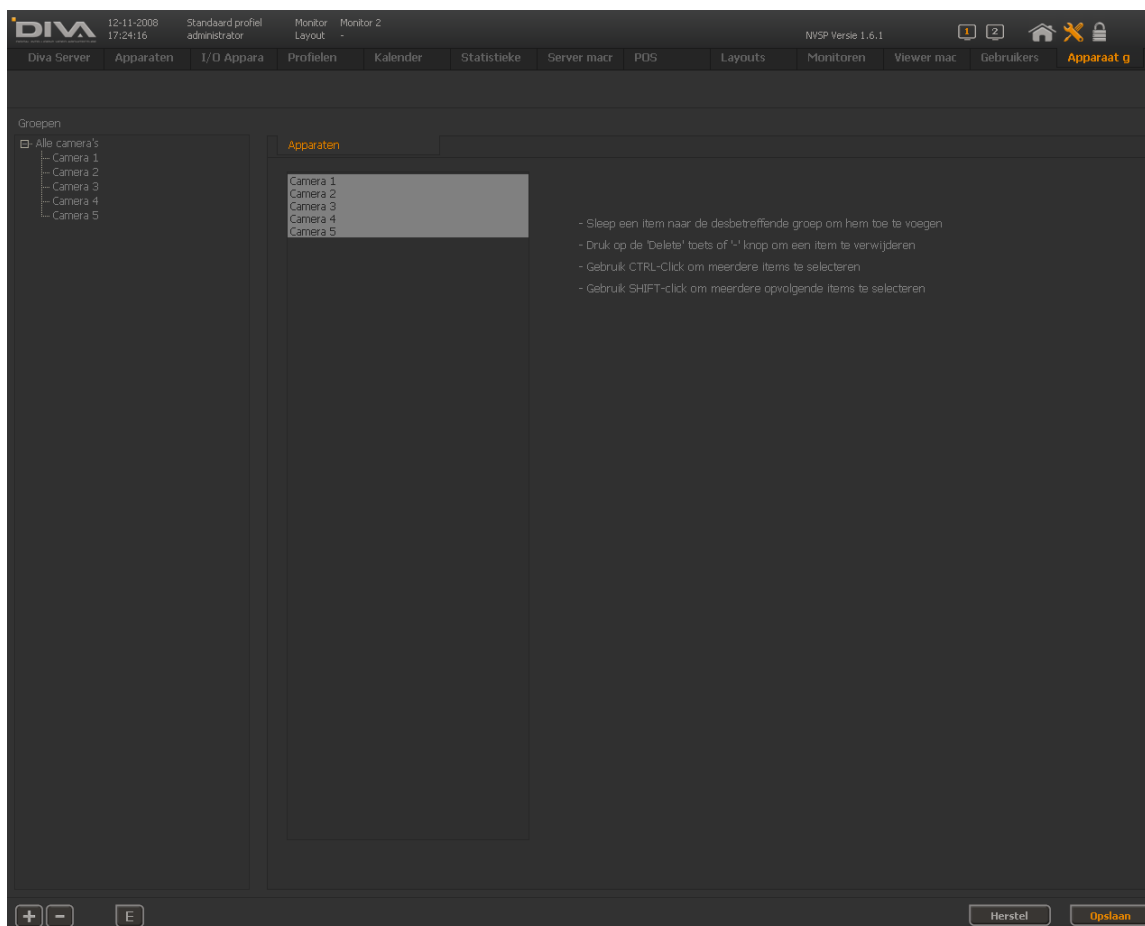 DIVA 12-11-2008 Standaard profiel Monitor Monitor 2
17:24:16 administrator Layout - NVSP Versie 1.6.1 1 2
Diva Server Apparaten I/O Appara Profielen Kalender Statistieke Server macr POS Layouts Monitoren Viewer mac Gebruikers Apparaat g
Groepen
Alle camera's
Camera 1
Camera 2
Camera 3
Camera 4
Camera 5
Apparaten
Camera 1
Camera 2
Camera 3
Camera 4
Camera 5
- Sleep een item naar de desbetreffende groep om hem toe te voegen
- Druk op de 'Delete' toets of '-' knop om een item te verwijderen
- Gebruik CTRL-Click om meerdere items te selecteren
- Gebruik SHIFT-click om meerdere opvolgende items te selecteren
+ - E Herstel Opslaan